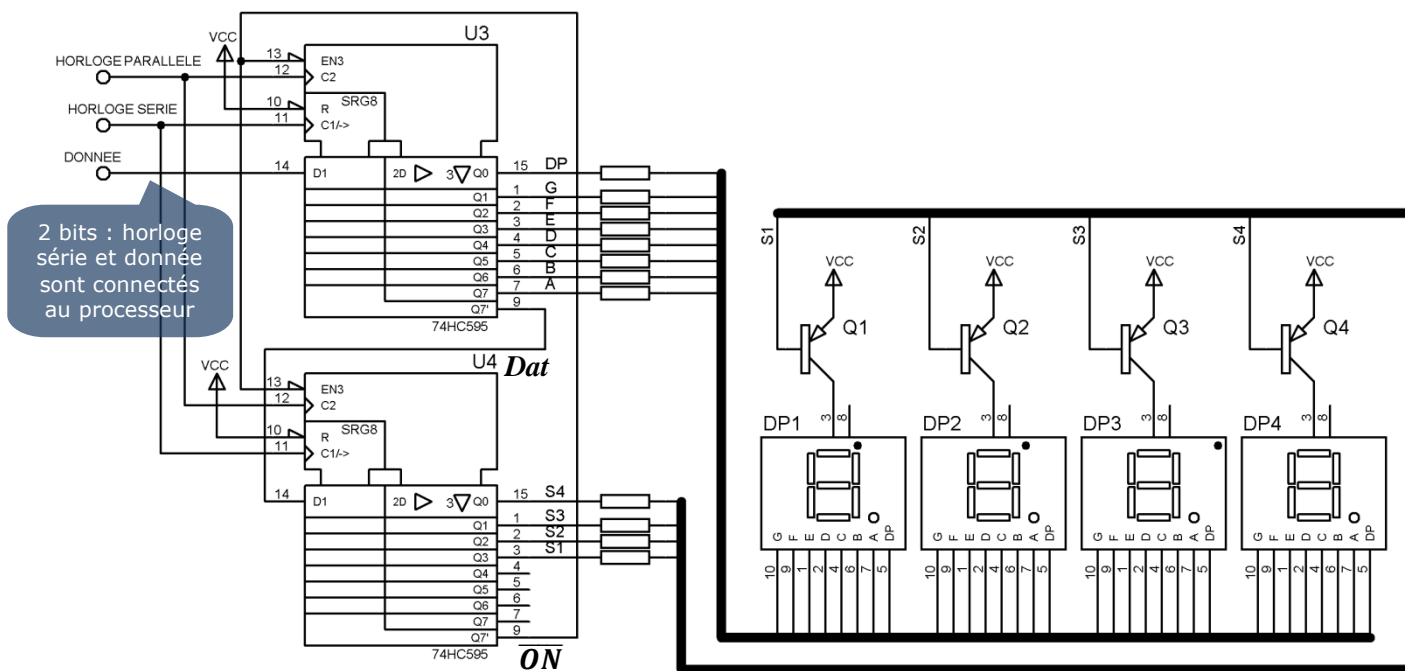 U3
VCC
HORLOGE PARALLELE
13 EN3
12 C2
HORLOGE SERIE
10 R SRG8
11 C1/->
DONNEE
14 D1 2D 3 Q0 15 DP
Q1 1 G
Q2 2 F
Q3 3 E
Q4 4 D
Q5 5 C
Q6 6 B
Q7 7 A
Q7' 9
74HC595
2 bits : horloge
série et donnée
sont connectés
au processeur
U4 Dat
VCC
13 EN3
12 C2
10 R SRG8
11 C1/->
14 D1 2D 3 Q0 15 S4
Q1 1 S3
Q2 2 S2
Q3 3 S1
Q4 4
Q5 5
Q6 6
Q7 7
Q7' 9
74HC595
ON
S1 S2 S3 S4
VCC VCC VCC VCC
Q1 Q2 Q3 Q4
3 8 3 8 3 8 3 8
DP1 DP2 DP3 DP4
G F E D C B A DP G F E D C B A DP G F E D C B A DP G F E D C B A DP
10 9 1 2 4 6 7 5 10 9 1 2 4 6 7 5 10 9 1 2 4 6 7 5 10 9 1 2 4 6 7 5